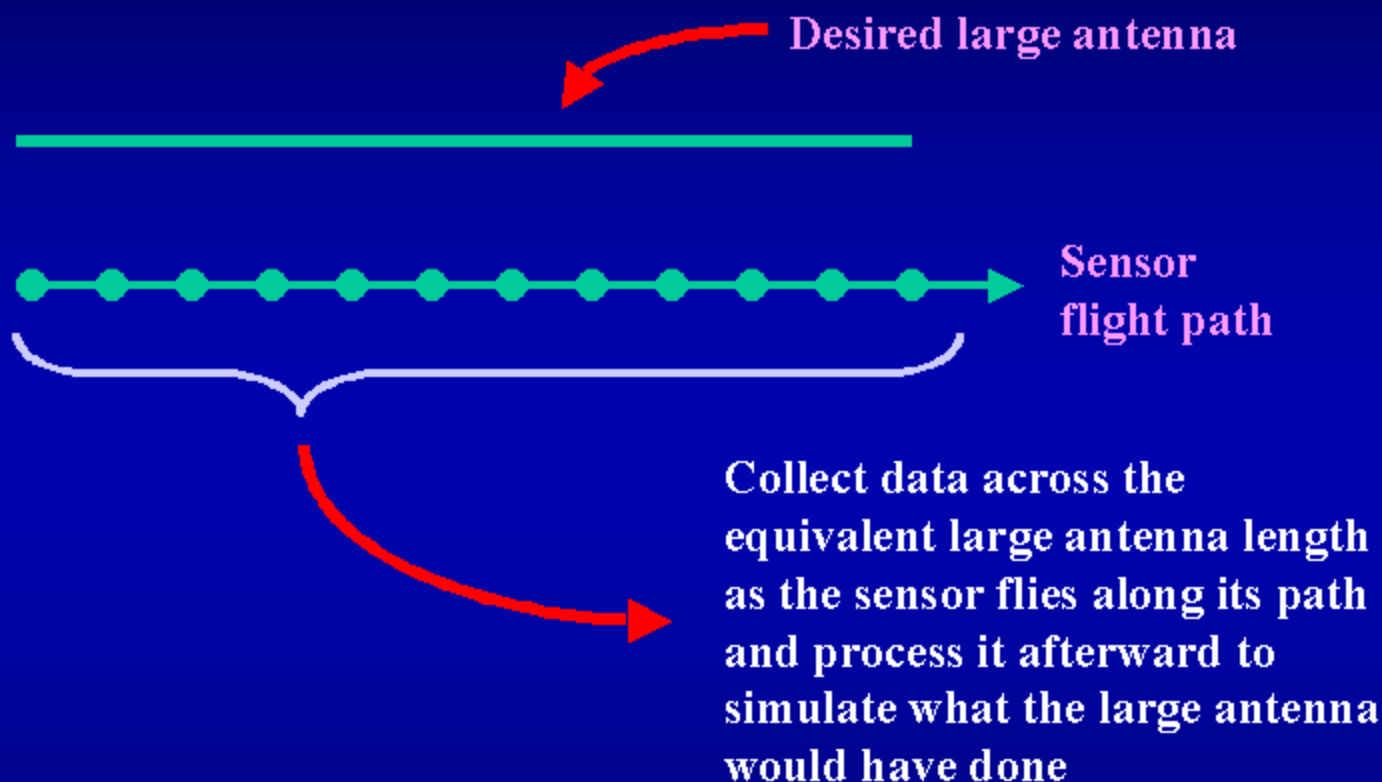 Desired large antenna
Sensor
flight path
Collect data across the
equivalent large antenna length
as the sensor flies along its path
and process it afterward to
simulate what the large antenna
would have done